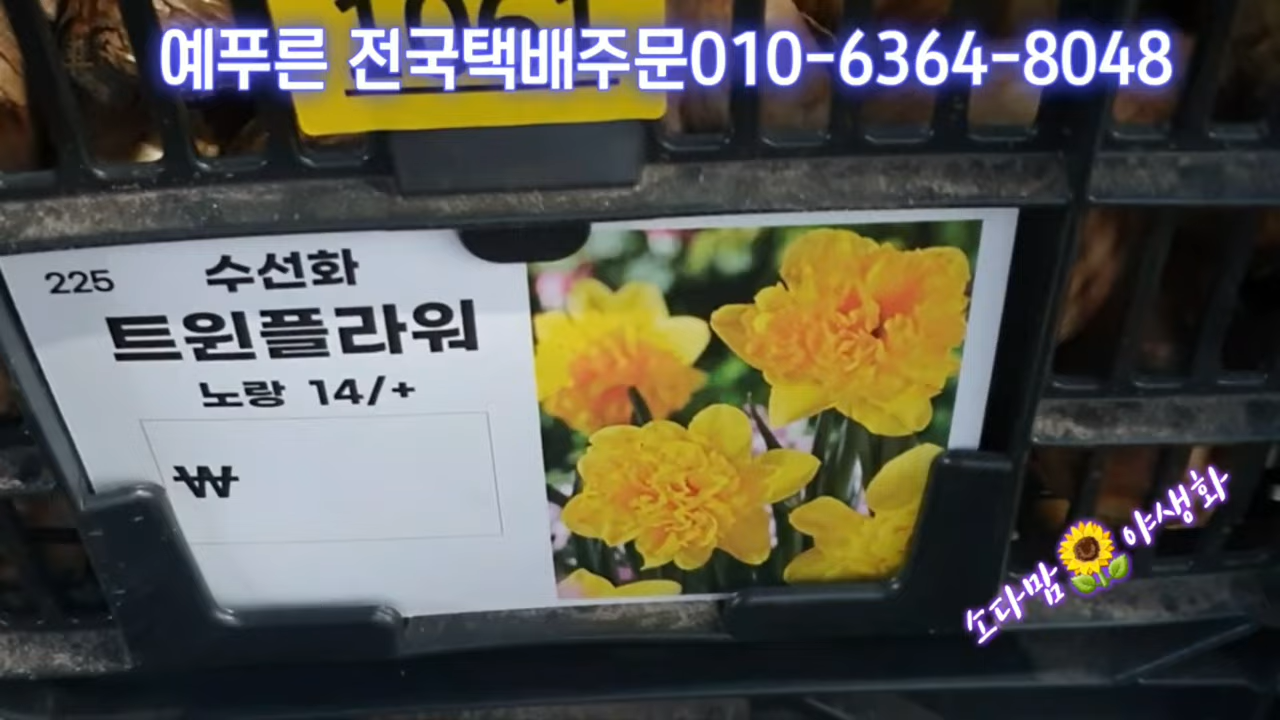 예푸른 전국택배주문010-6364-8048
225
수선화
트윈플라워
노랑 14/+
₩
소다맘🌻야생화